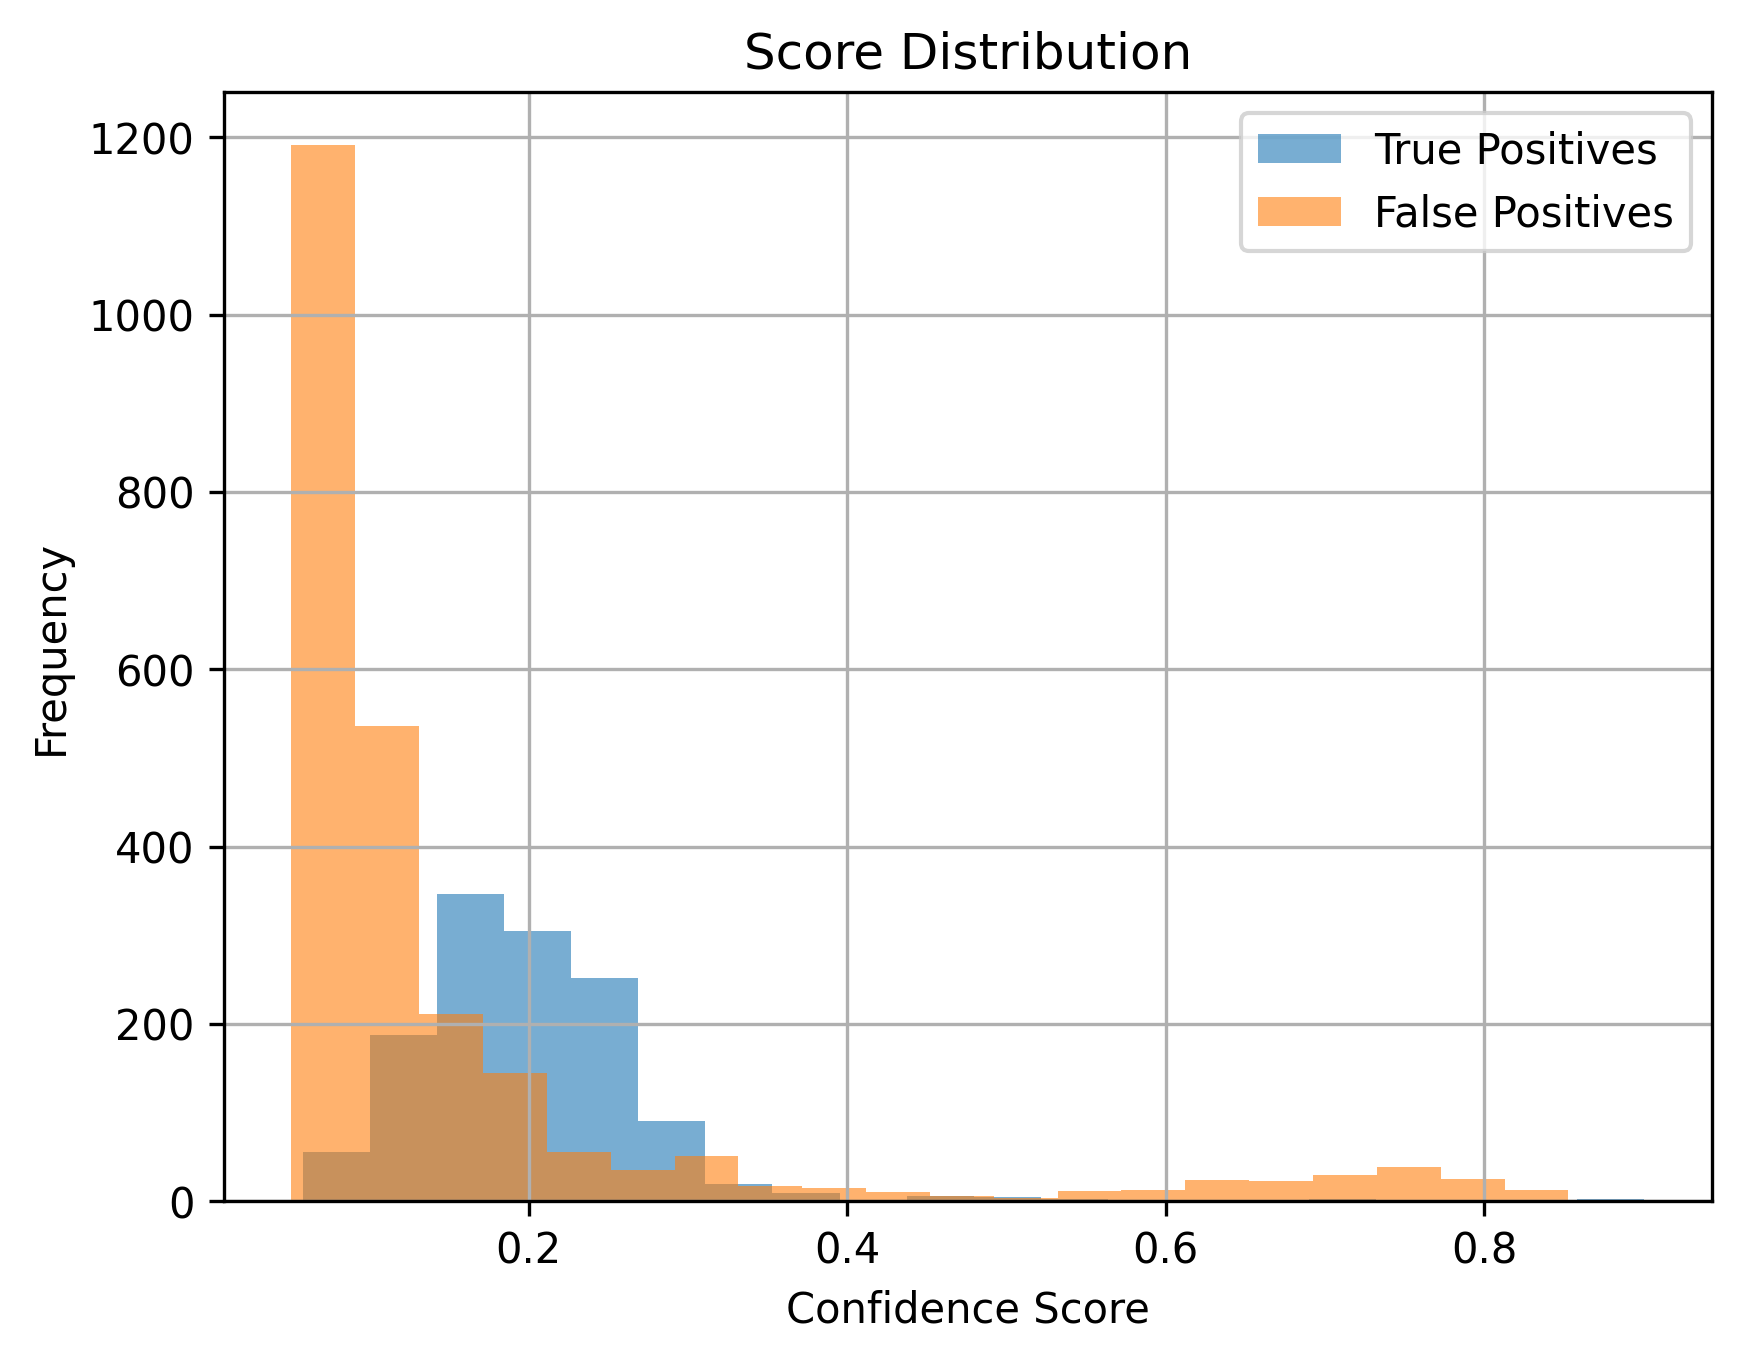 Score Distribution
True Positives
False Positives
1200
1000
800
600
400
200
0
Frequency
0.2 0.4 0.6 0.8
Confidence Score